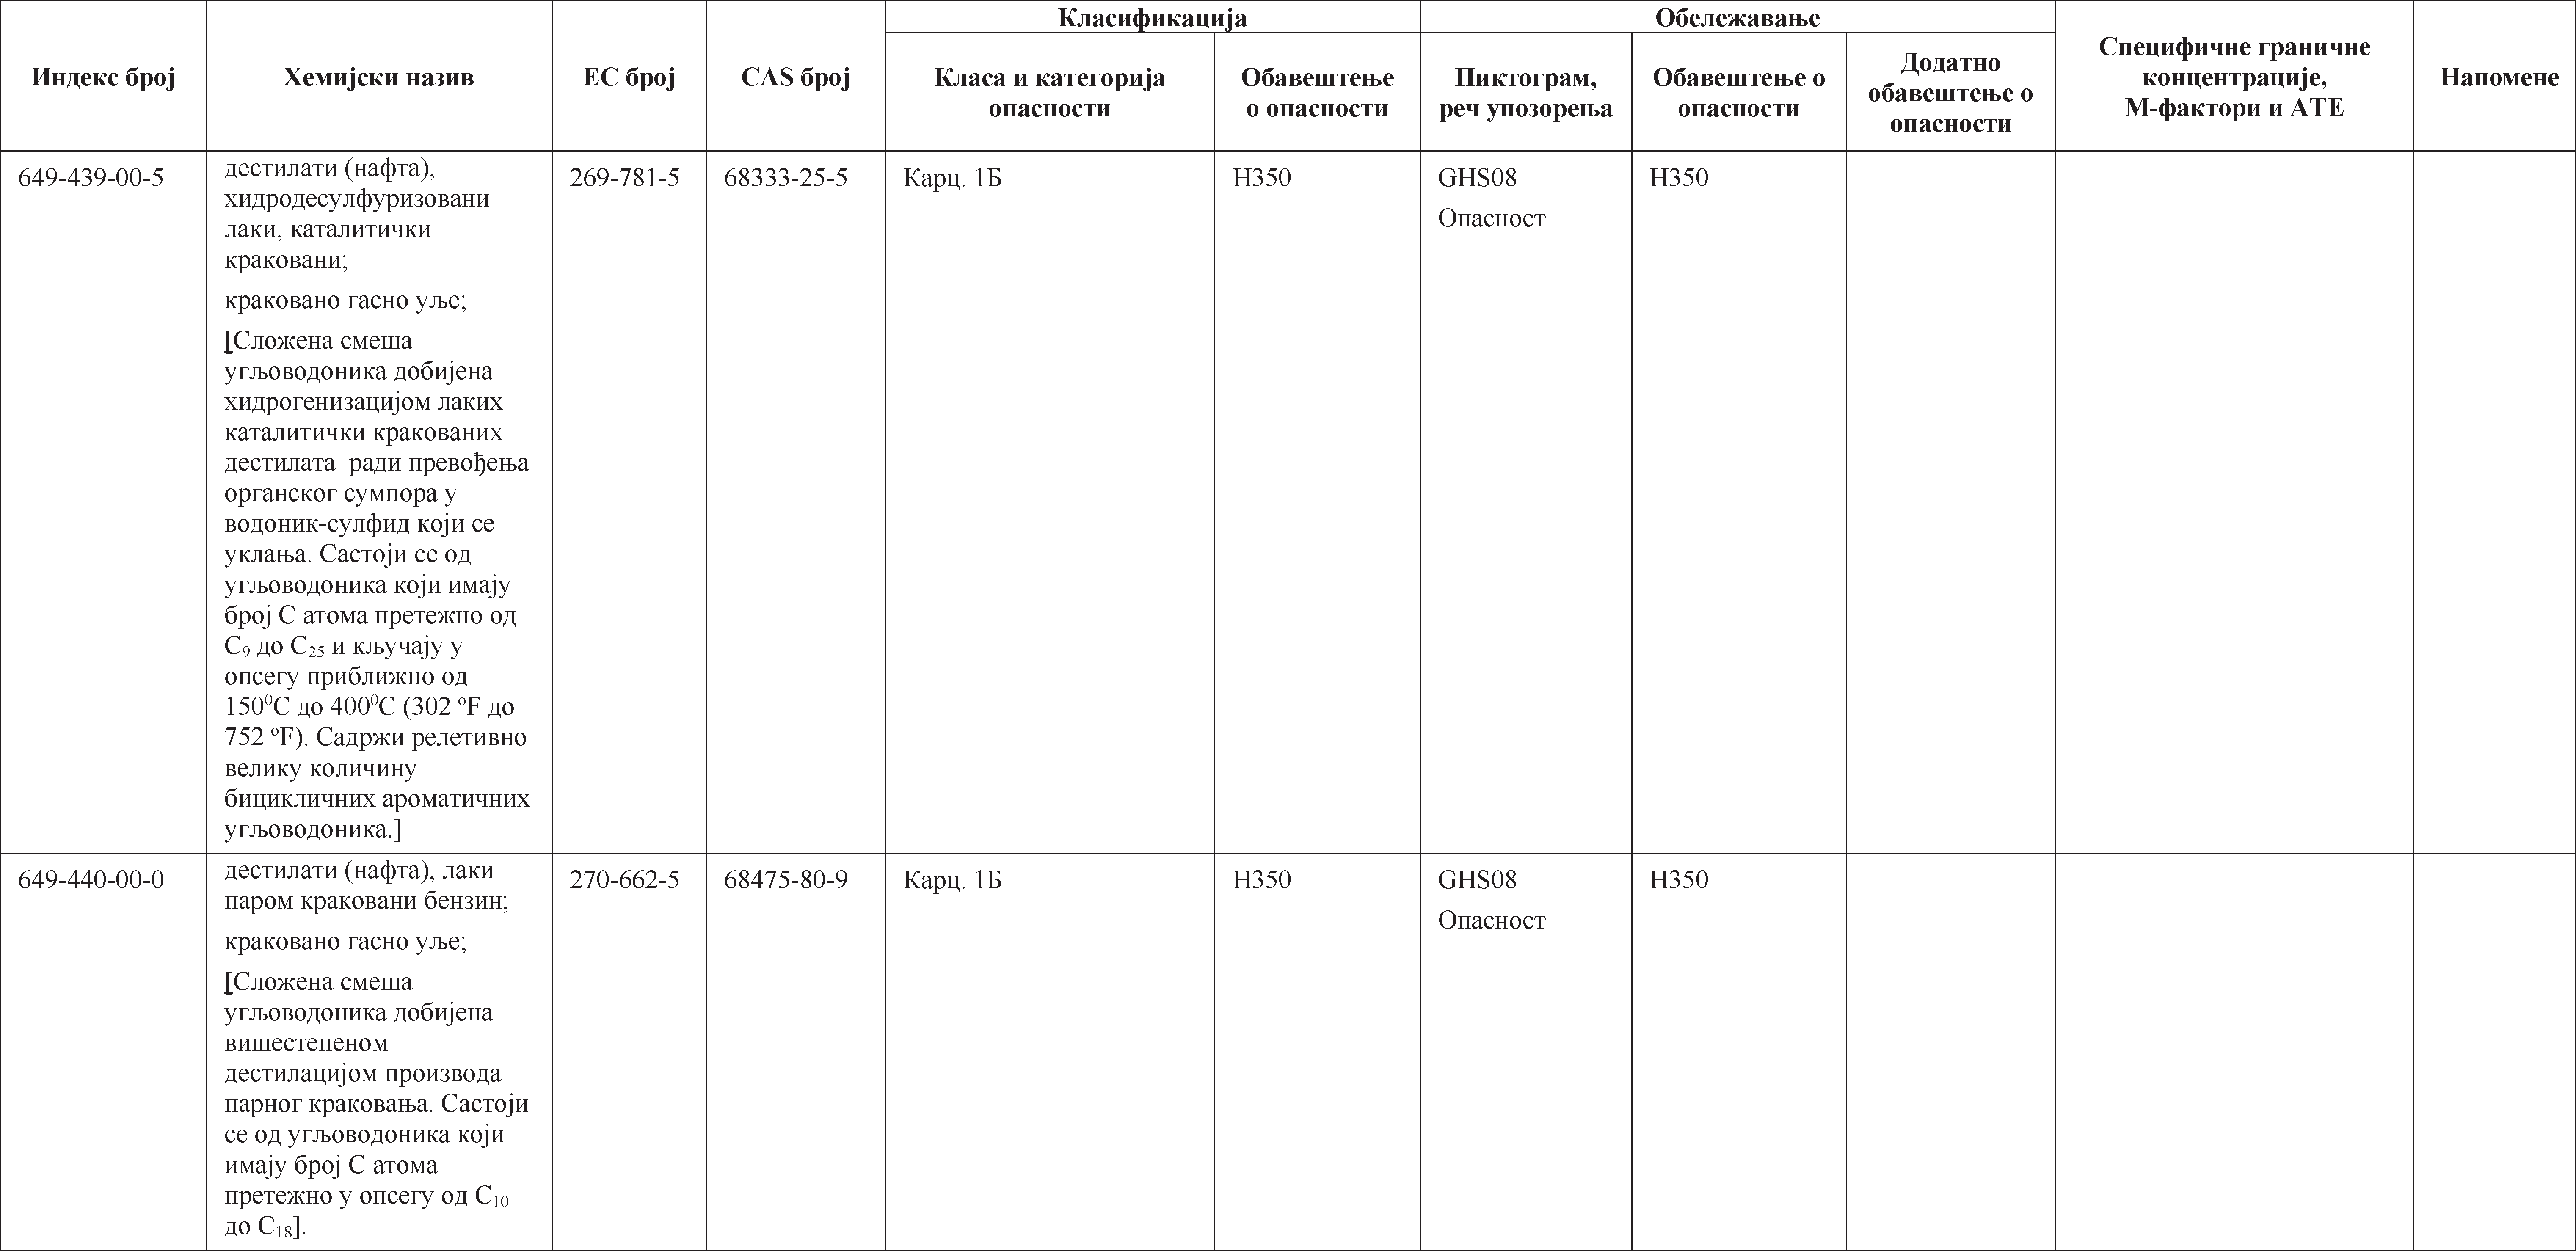 Индекс број
Хемијски назив
ЕС број
CAS број
Класификација
Обележавање
Класа и категорија
опасности
Обавештење
о опасности
Пиктограм,
реч упозорења
Обавештење о
опасности
Додатно
обавештење о
опасности
Специфичне граничне
концентрације,
М-фактори и АТЕ
Напомене
649-439-00-5
дестилати (нафта),
хидродесулфуризовани
лаки, каталитички
краковани;
краковано гасно уље;
[Сложена смеша
угљоводоника добијена
хидрогенизацијом лаких
каталитички кракованих
дестилата  ради превођења
органског сумпора у
водоник-сулфид који се
уклања. Састоји се од
угљоводоника који имају
број C атома претежно од
C₉ до C₂₅ и кључају у
опсегу приближно од
150⁰C до 400⁰C (302 ºF до
752 ºF). Садржи релетивно
велику количину
бицикличних ароматичних
угљоводоника.]
269-781-5
68333-25-5
Карц. 1Б
H350
GHS08
Опасност
H350
649-440-00-0
дестилати (нафта), лаки
паром краковани бензин;
краковано гасно уље;
[Сложена смеша
угљоводоника добијена
вишестепеном
дестилацијом производа
парног краковања. Састоји
се од угљоводоника који
имају број C атома
претежно у опсегу од C₁₀
до C₁₈].
270-662-5
68475-80-9
Карц. 1Б
H350
GHS08
Опасност
H350